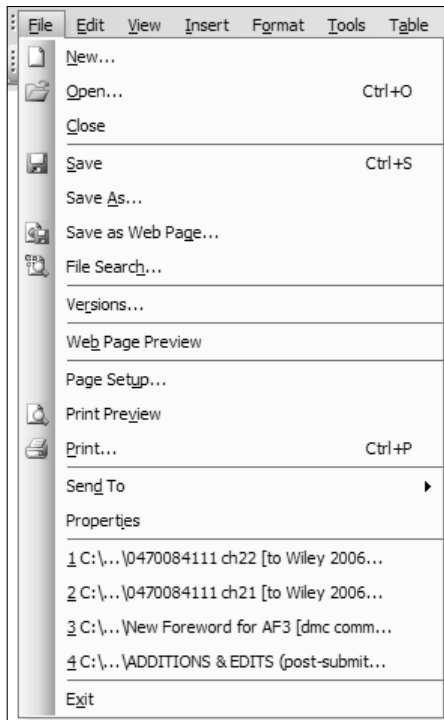 File Edit View Insert Format Tools Table
New...
Open... Ctrl+O
Close
Save Ctrl+S
Save As...
Save as Web Page...
File Search...
Versions...
Web Page Preview
Page Setup...
Print Preview
Print... Ctrl+P
Send To
Properties
1 C:\...\0470084111 ch22 [to Wiley 2006...
2 C:\...\0470084111 ch21 [to Wiley 2006...
3 C:\...\New Foreword for AF3 [dmc comm...
4 C:\...\ADDITIONS & EDITS (post-submit...
Exit